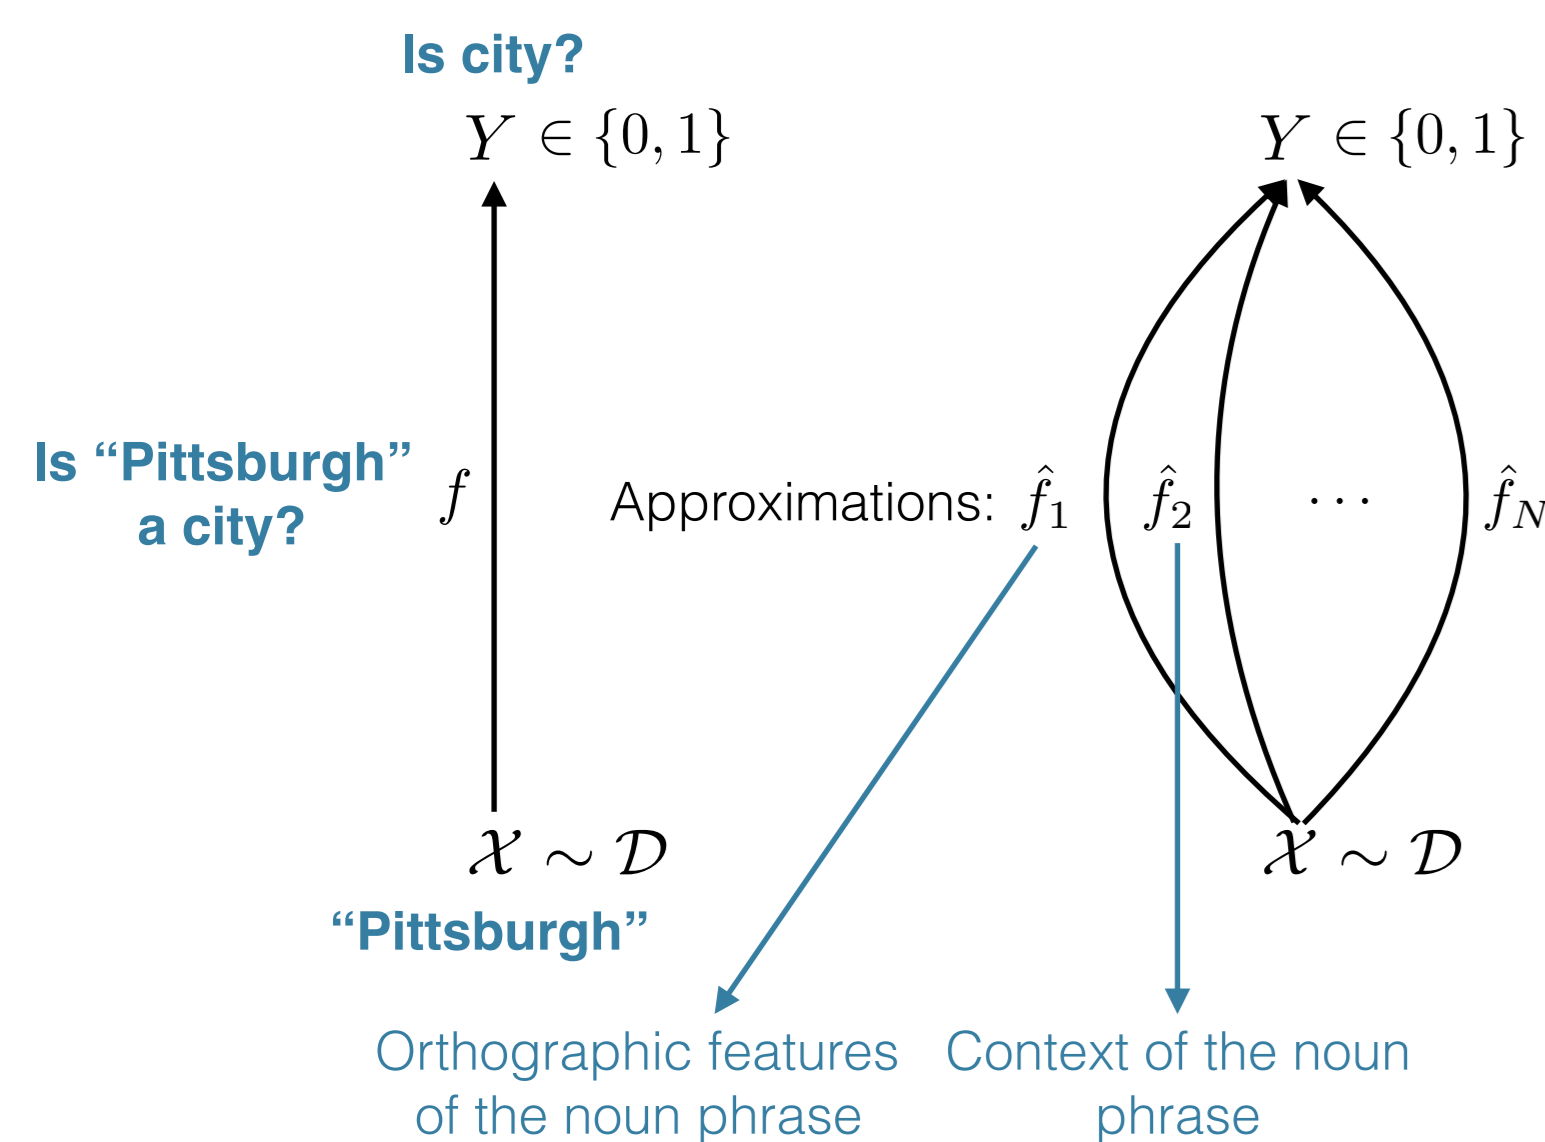 Is city?
Y ∈ {0, 1}
Y ∈ {0, 1}
Is “Pittsburgh”
a city?
f
Approximations: f̂₁ f̂₂ ⋯ f̂_N
𝒳 ∼ 𝒟
𝒳 ∼ 𝒟
“Pittsburgh”
Orthographic features
of the noun phrase
Context of the noun
phrase